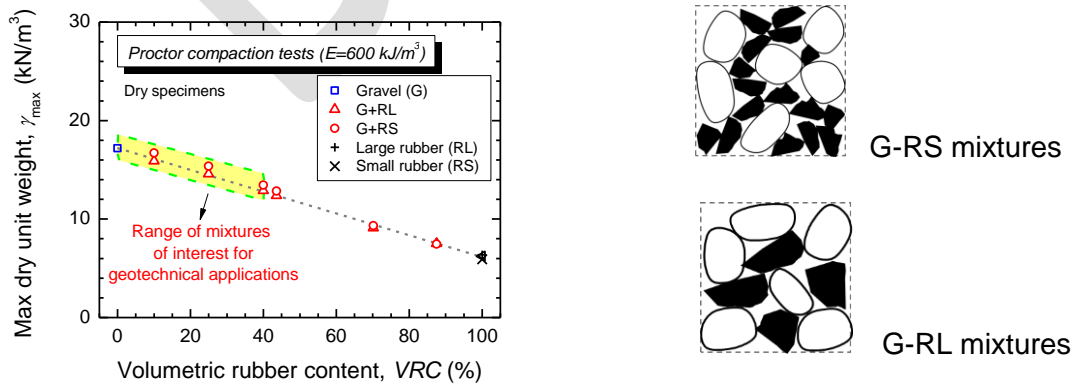 Max dry unit weight, γmax (kN/m³)
30
20
10
0
Proctor compaction tests (E=600 kJ/m³)
Dry specimens
Gravel (G)
G+RL
G+RS
Large rubber (RL)
Small rubber (RS)
Range of mixtures
of interest for
geotechnical applications
0 20 40 60 80 100
Volumetric rubber content, VRC (%)
G-RS mixtures
G-RL mixtures